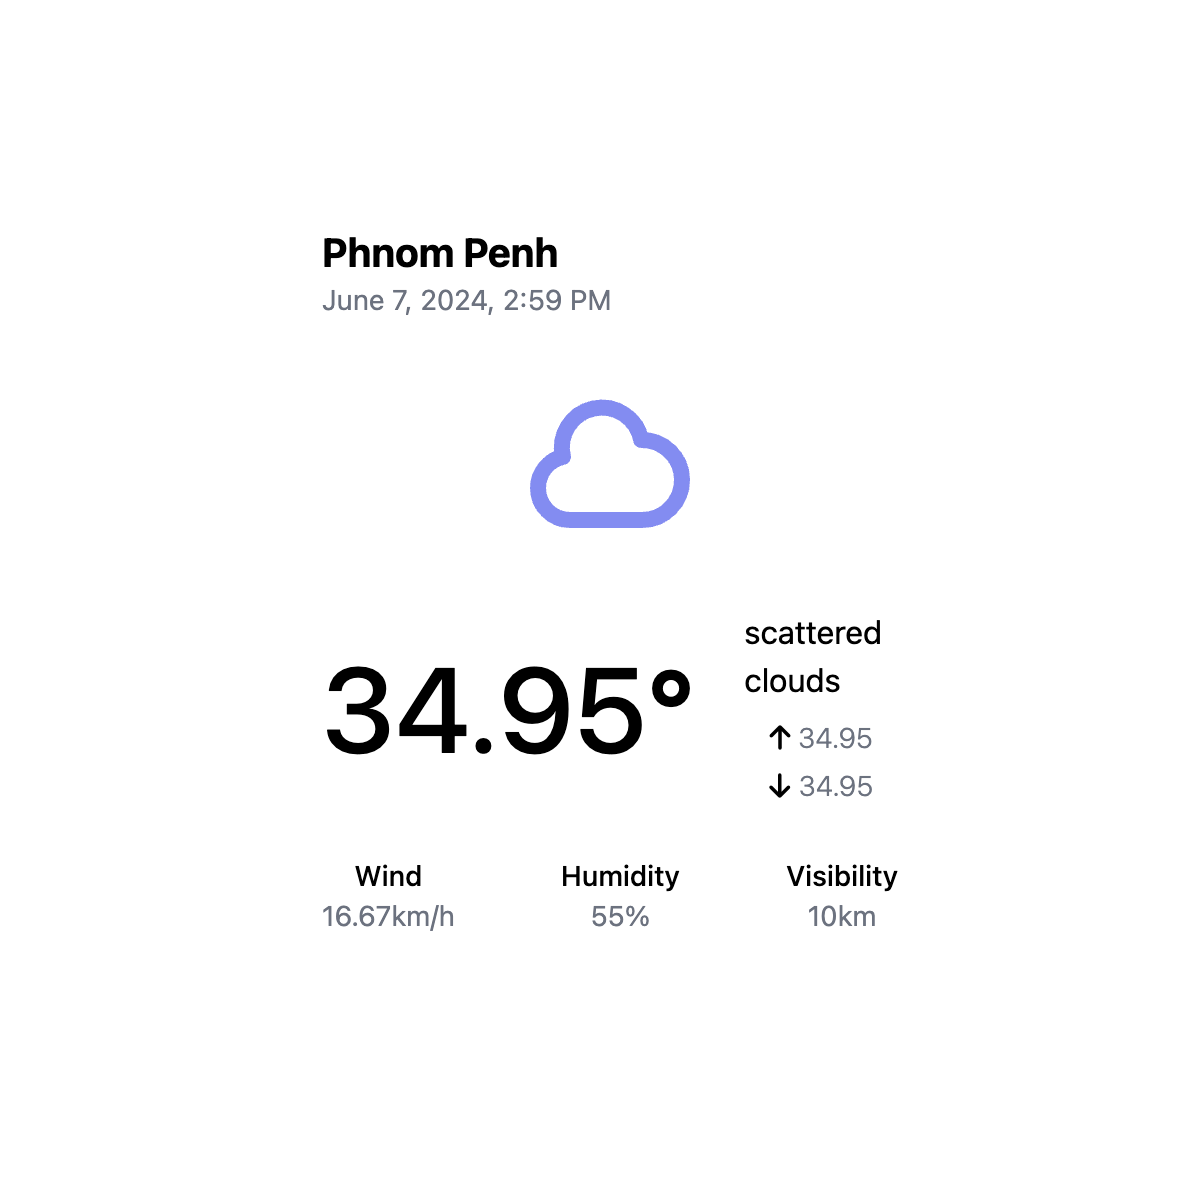 Phnom Penh
June 7, 2024, 2:59 PM
34.95°
scattered
clouds
↑ 34.95
↓ 34.95
Wind
16.67km/h
Humidity
55%
Visibility
10km